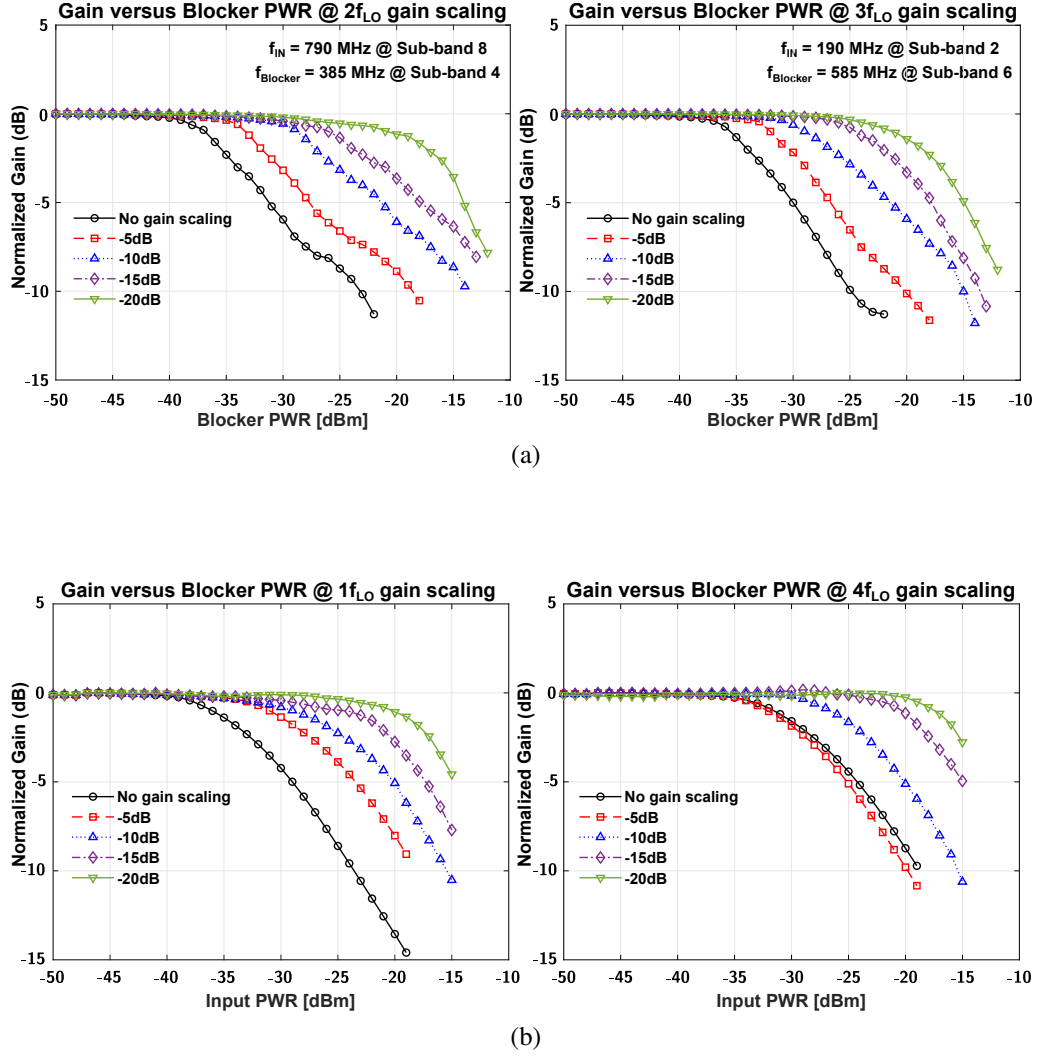 Gain versus Blocker PWR @ 2fLO gain scaling
fIN = 790 MHz @ Sub-band 8
fBlocker = 385 MHz @ Sub-band 4
Normalized Gain (dB)
5
0
-5
-10
-15
No gain scaling
-5dB
-10dB
-15dB
-20dB
-50 -45 -40 -35 -30 -25 -20 -15 -10
Blocker PWR [dBm]
Gain versus Blocker PWR @ 3fLO gain scaling
fIN = 190 MHz @ Sub-band 2
fBlocker = 585 MHz @ Sub-band 6
Normalized Gain (dB)
5
0
-5
-10
-15
No gain scaling
-5dB
-10dB
-15dB
-20dB
-50 -45 -40 -35 -30 -25 -20 -15 -10
Blocker PWR [dBm]
(a)
Gain versus Blocker PWR @ 1fLO gain scaling
Normalized Gain (dB)
5
0
-5
-10
-15
No gain scaling
-5dB
-10dB
-15dB
-20dB
-50 -45 -40 -35 -30 -25 -20 -15 -10
Input PWR [dBm]
Gain versus Blocker PWR @ 4fLO gain scaling
Normalized Gain (dB)
5
0
-5
-10
-15
No gain scaling
-5dB
-10dB
-15dB
-20dB
-50 -45 -40 -35 -30 -25 -20 -15 -10
Input PWR [dBm]
(b)